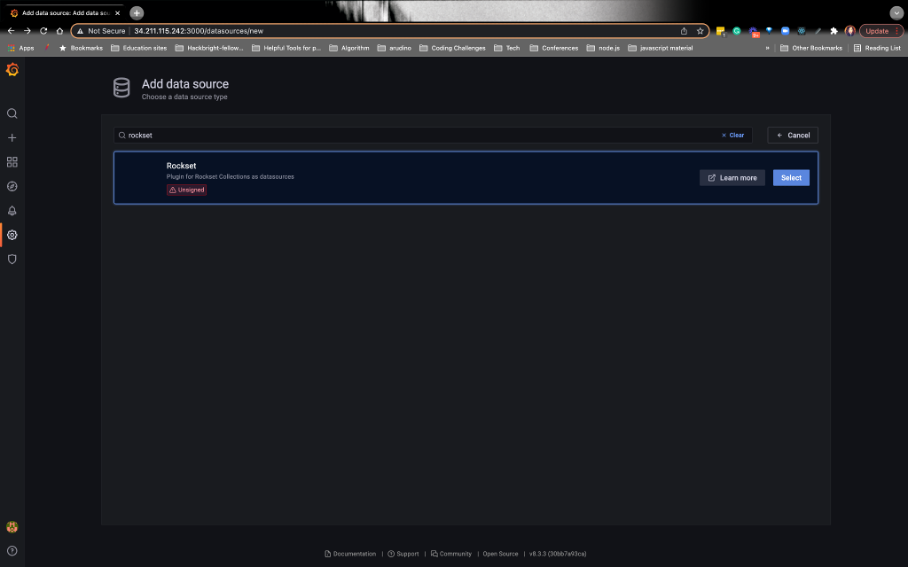 Add data source: Add data sou
Not Secure | 34.211.115.242:3000/datasources/new
Update
Apps Bookmarks Education sites Hackbright-fellow... Helpful Tools for p... Algorithm arudino Coding Challenges Tech Conferences node.js javascript material » Other Bookmarks Reading List
Add data source
Choose a data source type
rockset
× Clear
Cancel
Rockset
Plugin for Rockset Collections as datasources
Unsigned
Learn more
Select
Documentation | Support | Community | Open Source | v8.3.3 (30bb7a93ca)